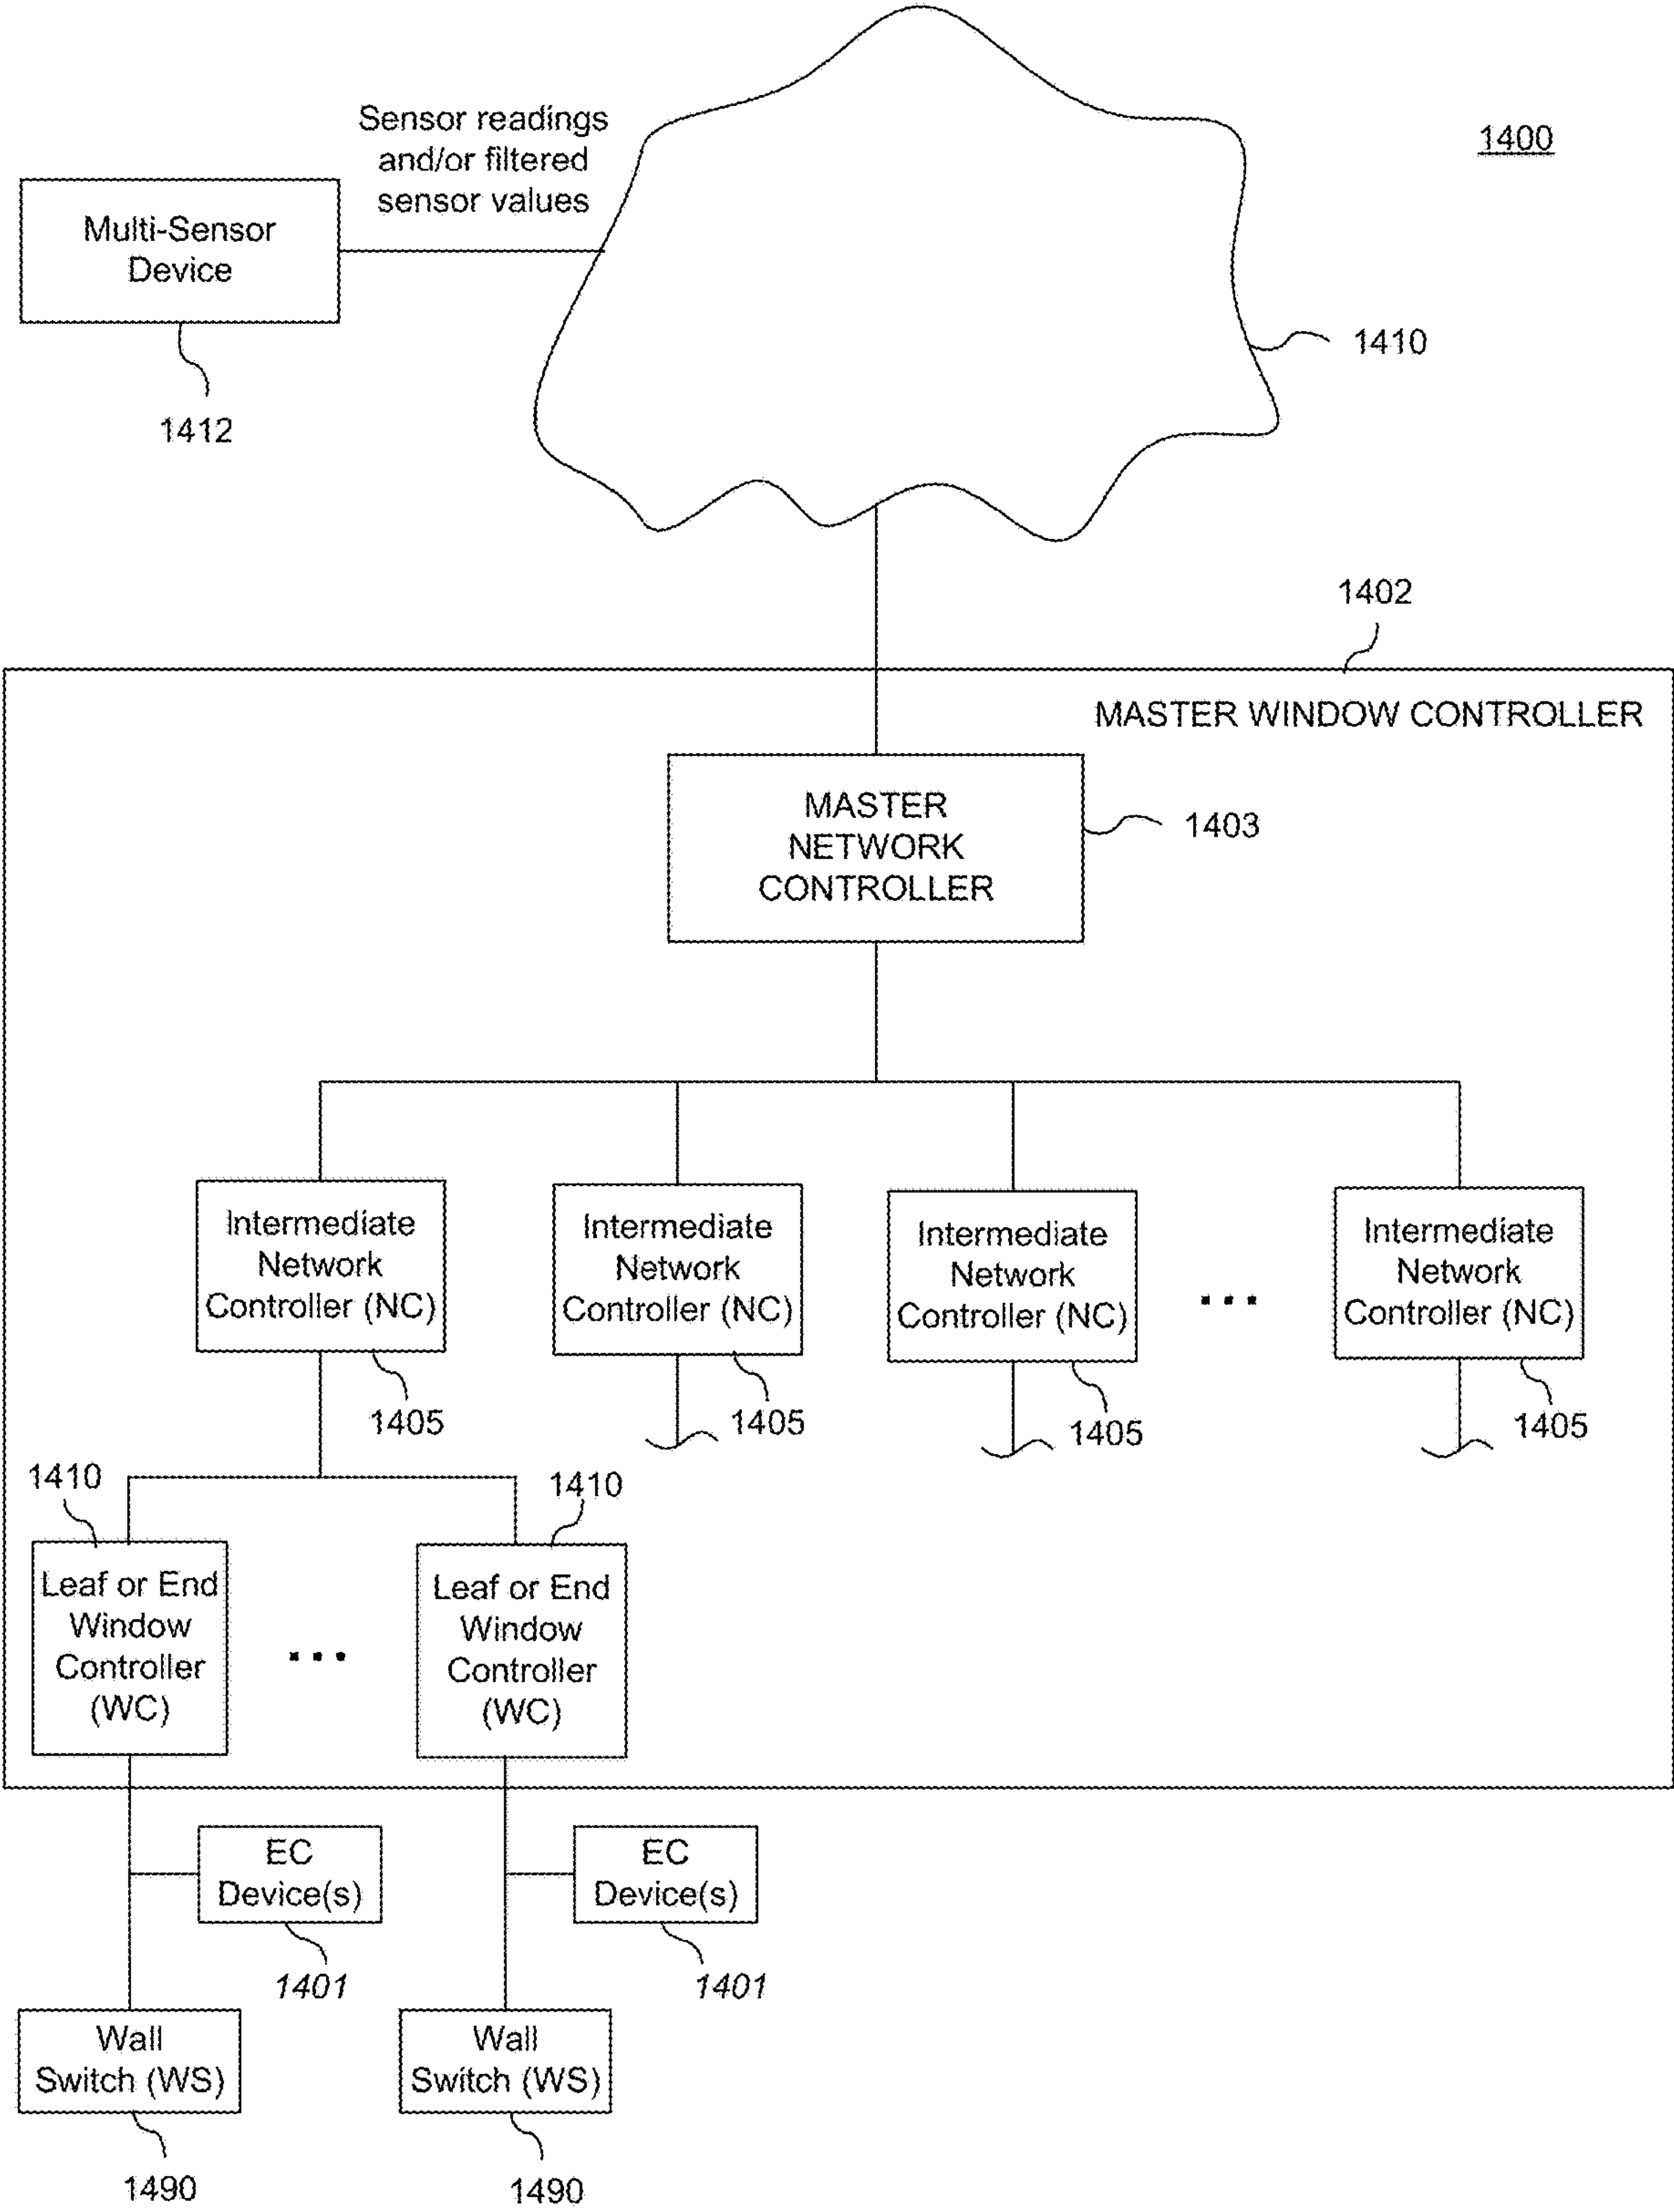 Sensor readings
and/or filtered
sensor values
1400
Multi-Sensor
Device
1410
1412
1402
MASTER WINDOW CONTROLLER
MASTER
NETWORK
CONTROLLER
1403
Intermediate
Network
Controller (NC)
Intermediate
Network
Controller (NC)
Intermediate
Network
Controller (NC)
...
Intermediate
Network
Controller (NC)
1405
1405
1405
1405
1410
1410
Leaf or End
Window
Controller
(WC)
...
Leaf or End
Window
Controller
(WC)
EC
Device(s)
EC
Device(s)
1401
1401
Wall
Switch (WS)
Wall
Switch (WS)
1490
1490